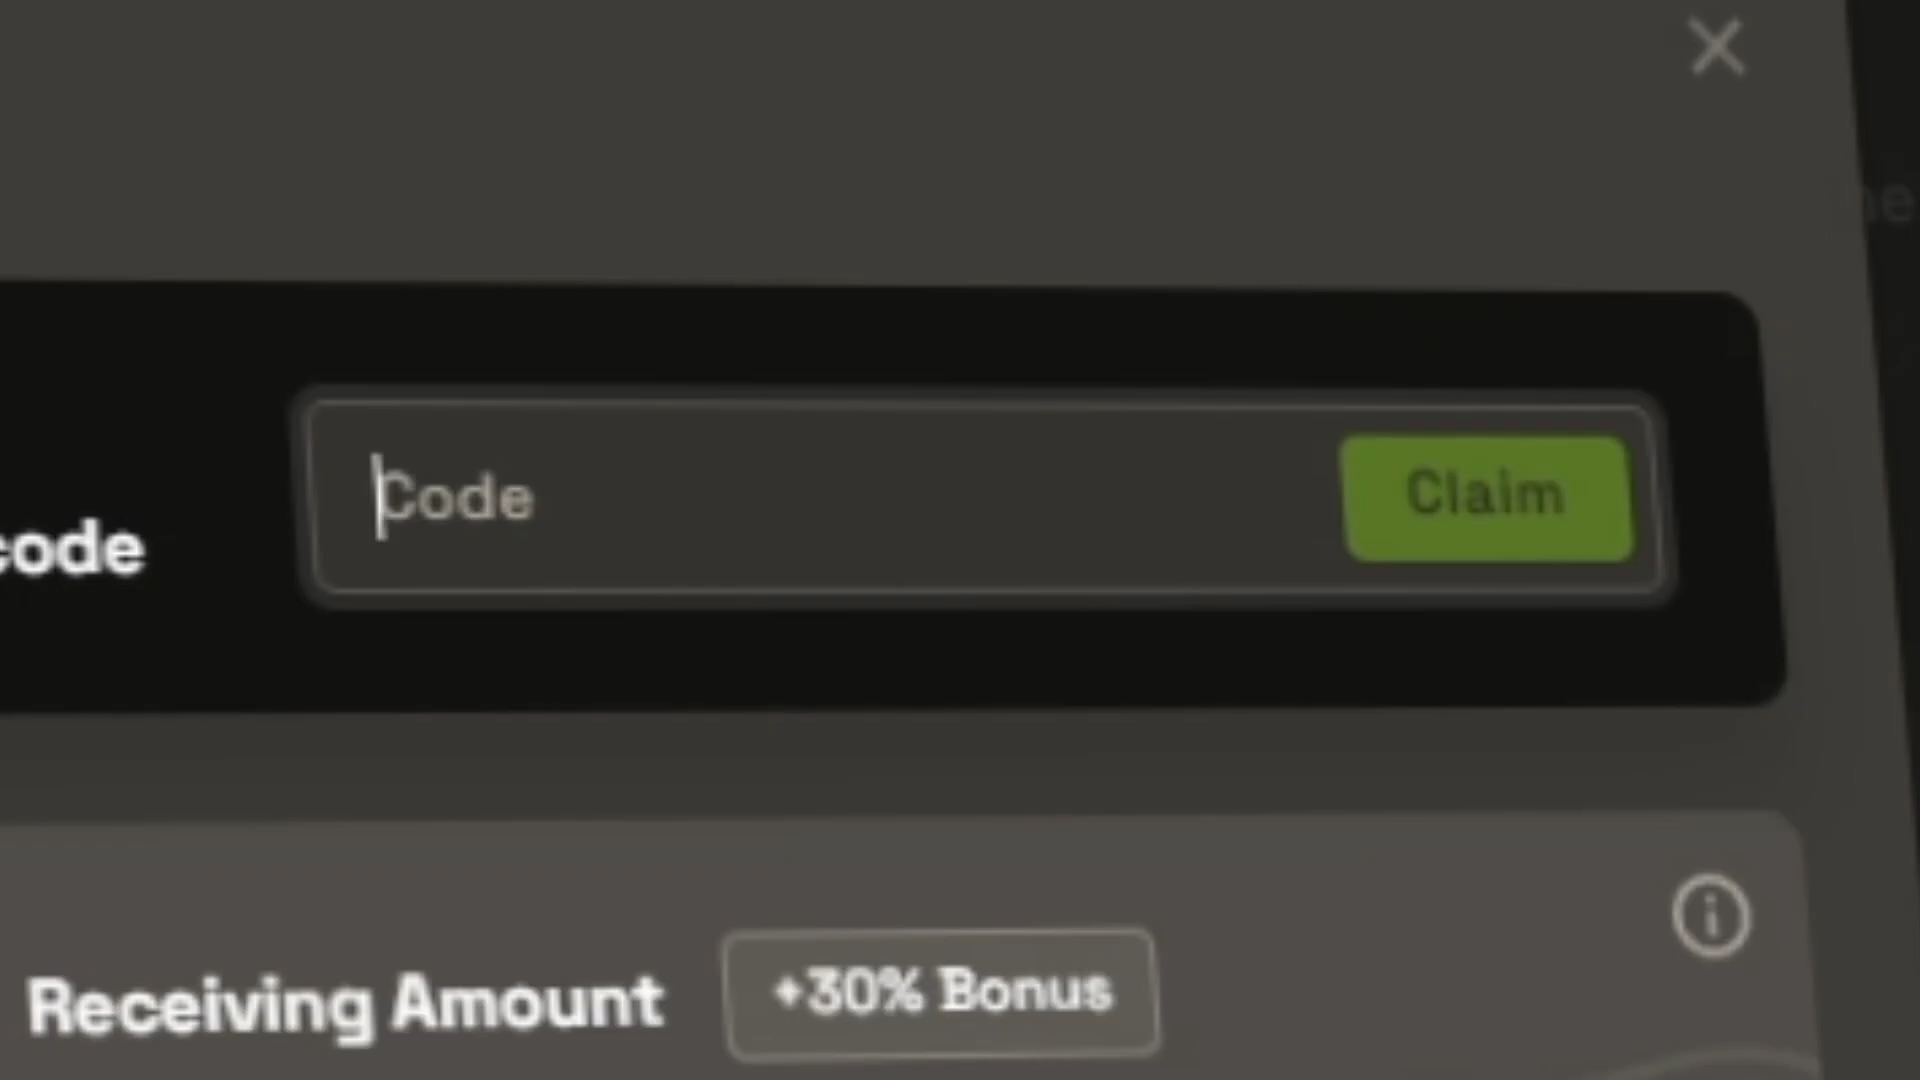 code
Code
Claim
Receiving Amount
+30% Bonus